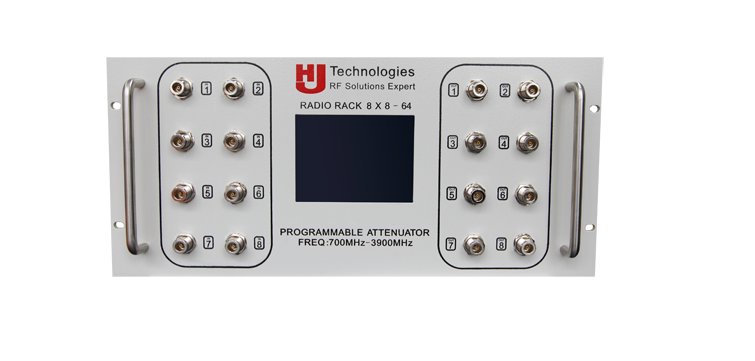 HJ Technologies
RF Solutions Expert
RADIO RACK 8 X 8 - 64
1 2
3 4
5 6
7 8
PROGRAMMABLE ATTENUATOR
FREQ:700MHz-3900MHz
1 2
3 4
5 6
7 8